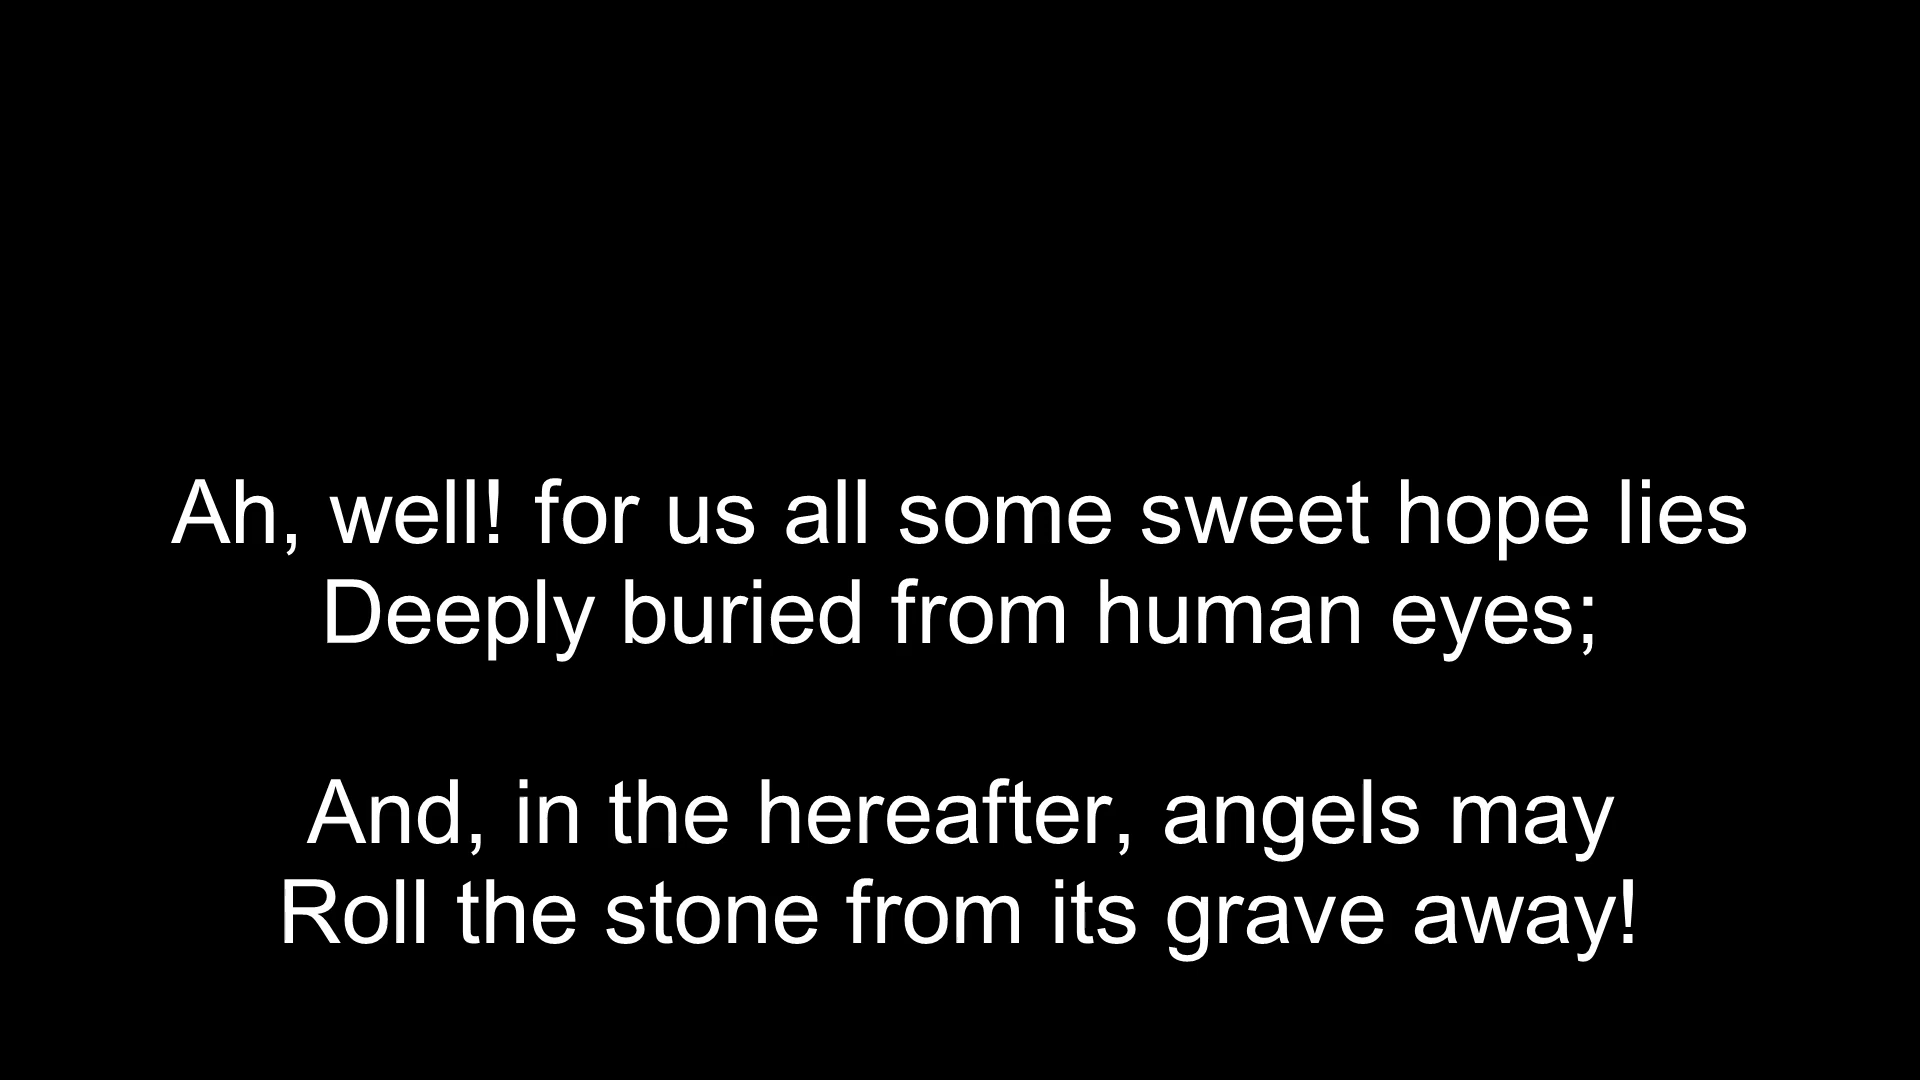 Ah, well! for us all some sweet hope lies
Deeply buried from human eyes;
And, in the hereafter, angels may
Roll the stone from its grave away!